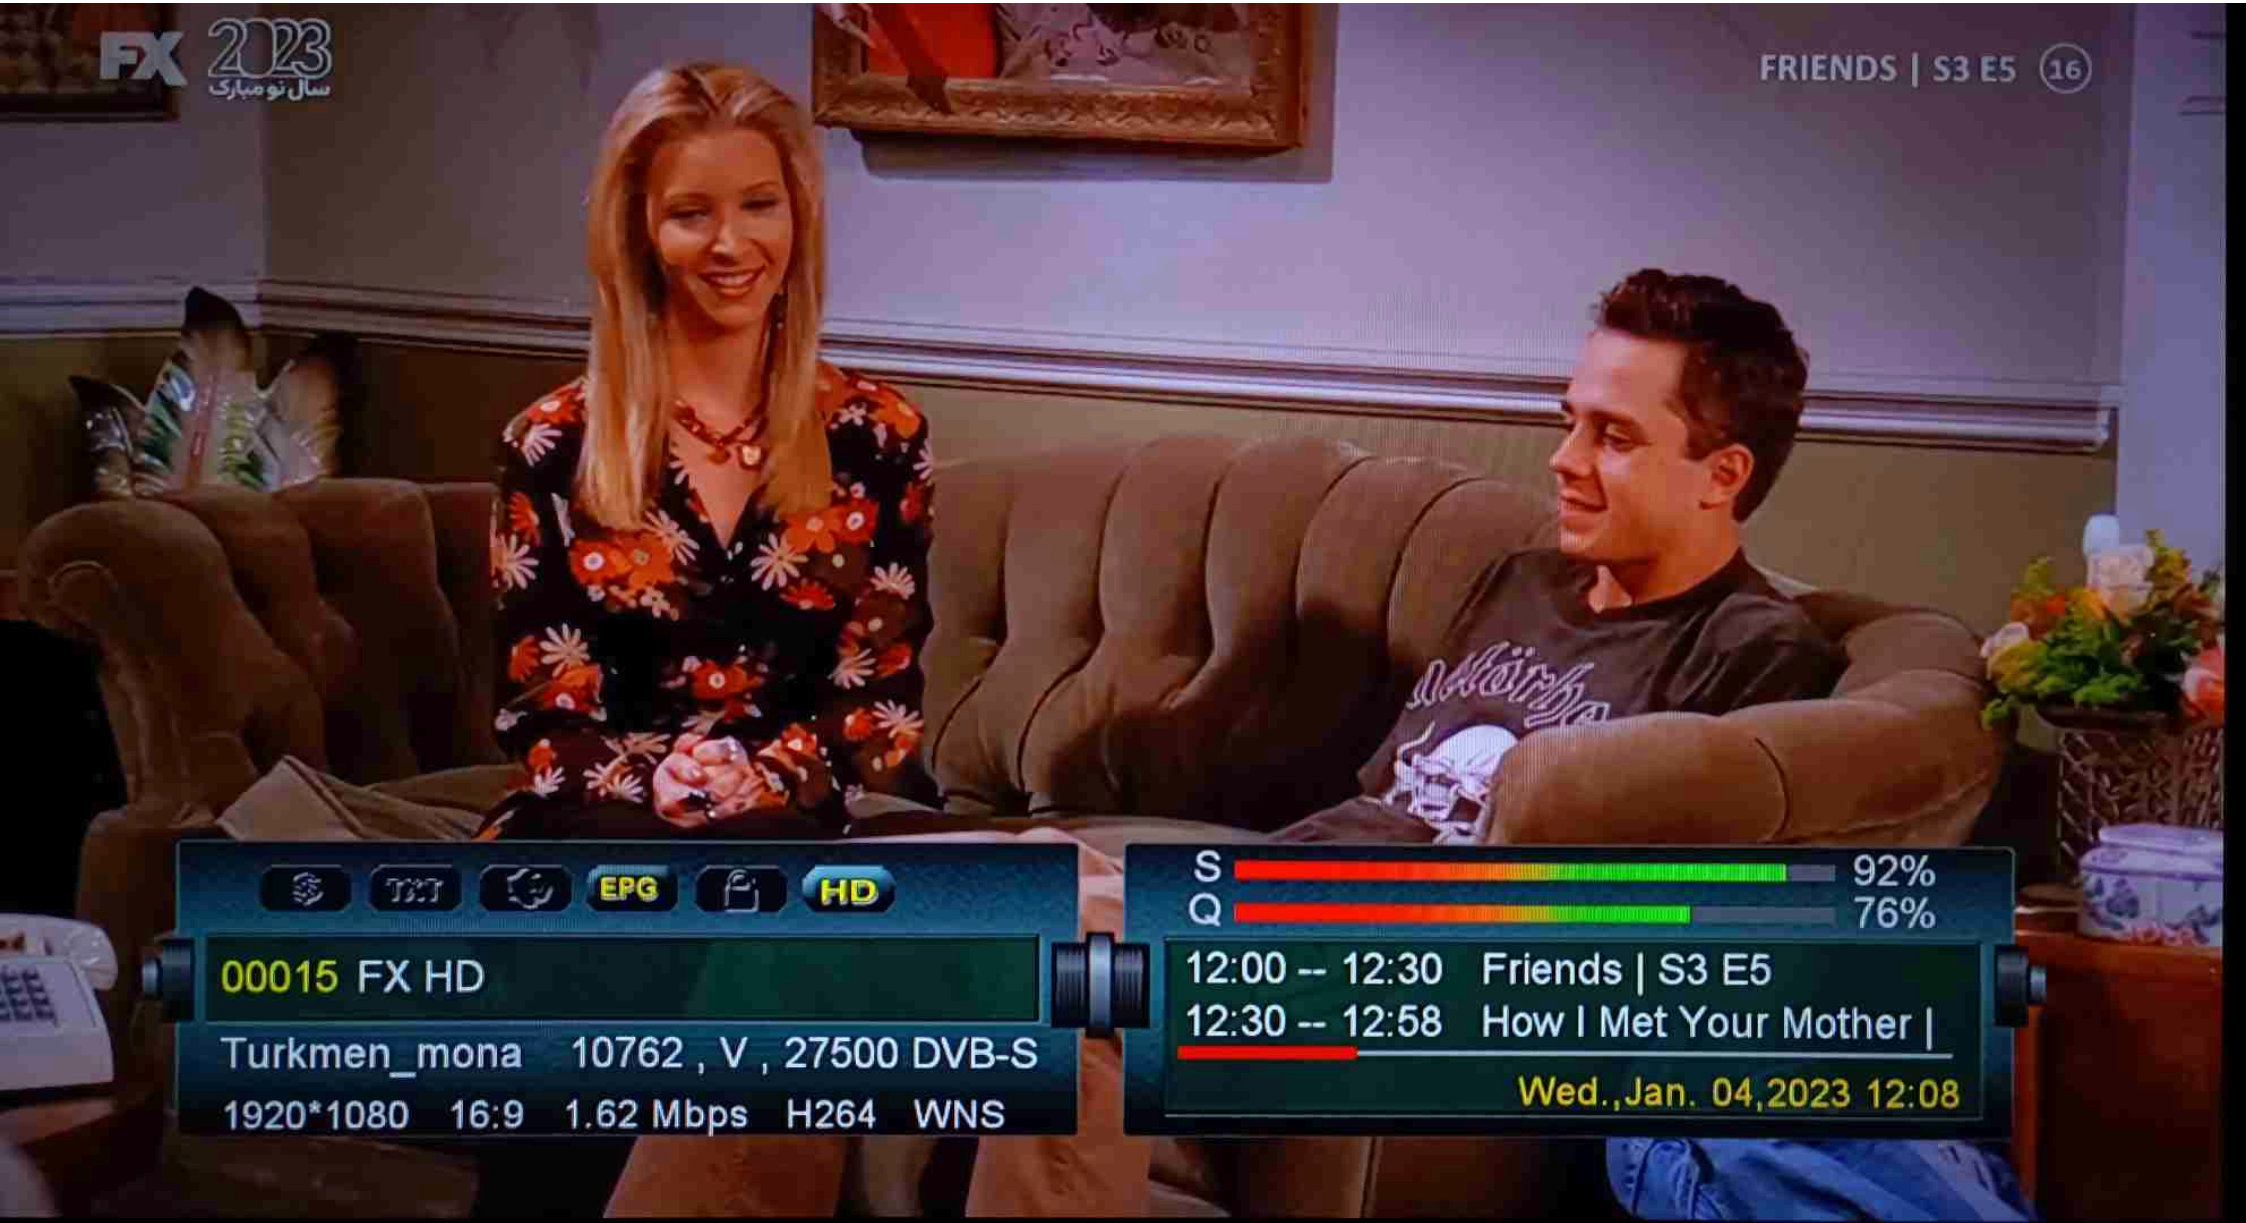 FX 2023
سال نو مبارک
FRIENDS | S3 E5 16
TXT EPG HD
00015 FX HD
Turkmen_mona 10762 , V , 27500 DVB-S
1920*1080 16:9 1.62 Mbps H264 WNS
S 92%
Q 76%
12:00 -- 12:30 Friends | S3 E5
12:30 -- 12:58 How I Met Your Mother |
Wed.,Jan. 04,2023 12:08